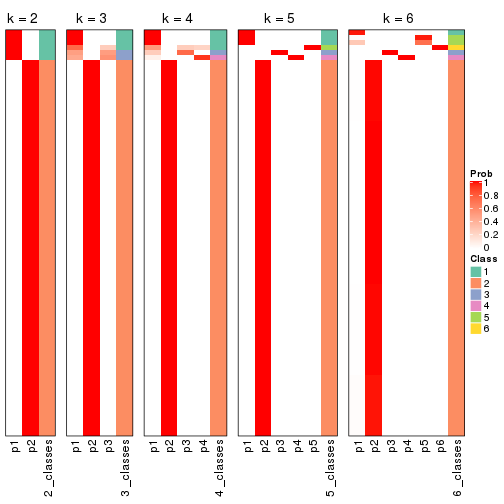 k = 2
k = 3
k = 4
k = 5
k = 6
p1
p2
2_classes
p1
p2
p3
3_classes
p1
p2
p3
p4
4_classes
p1
p2
p3
p4
p5
5_classes
p1
p2
p3
p4
p5
p6
6_classes
Prob
1
0.8
0.6
0.4
0.2
0
Class
1
2
3
4
5
6